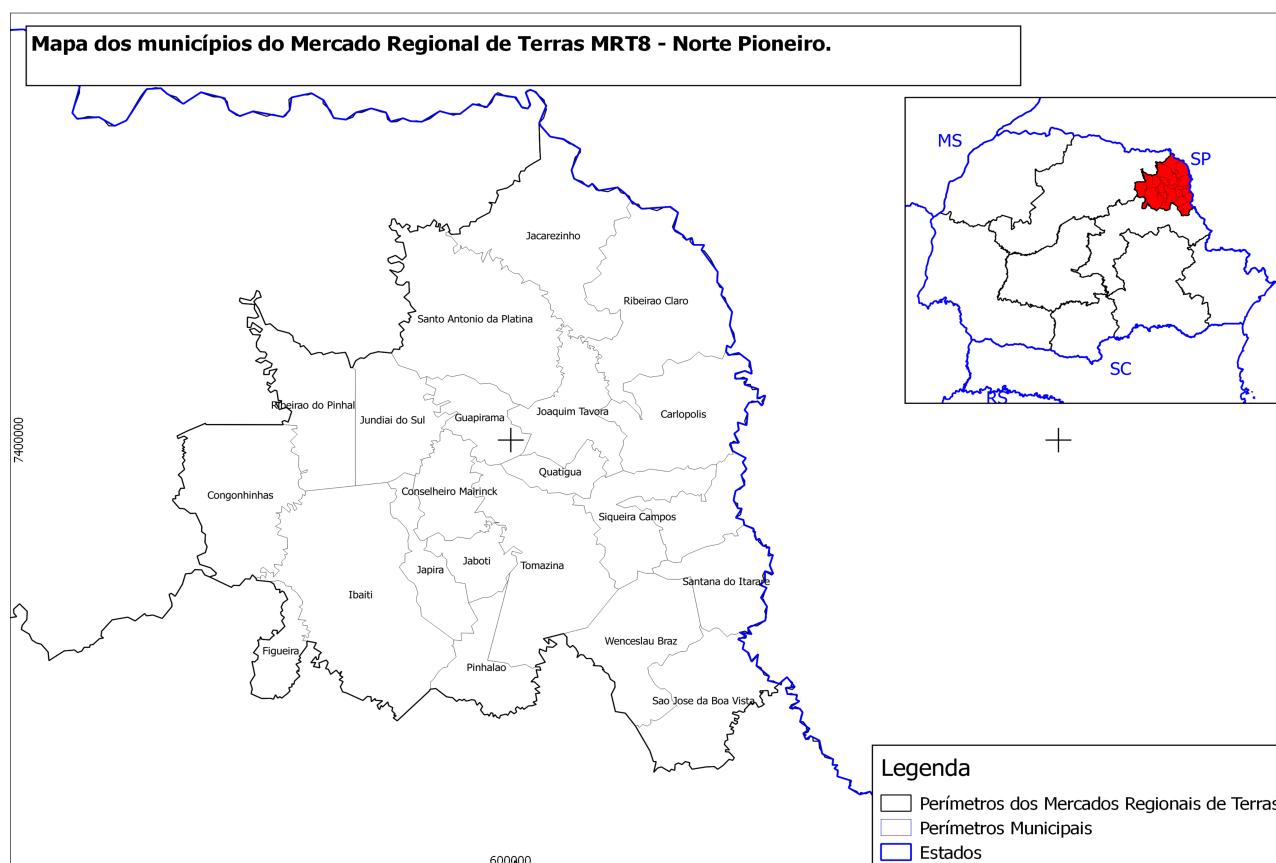 Mapa dos municípios do Mercado Regional de Terras MRT8 - Norte Pioneiro.
MS
SP
SC
RS
Jacarezinho
Ribeirao Claro
Santo Antonio da Platina
Ribeirao do Pinhal
Jundiai do Sul
Guapirama
Joaquim Tavora
Carlopolis
7400000
Quatigua
Congonhinhas
Conselheiro Mairinck
Siqueira Campos
Jaboti
Japira
Tomazina
Santana do Itarare
Ibaiti
Wenceslau Braz
Figueira
Pinhalao
Sao Jose da Boa Vista
Legenda
Perímetros dos Mercados Regionais de Terras
Perímetros Municipais
Estados
600000